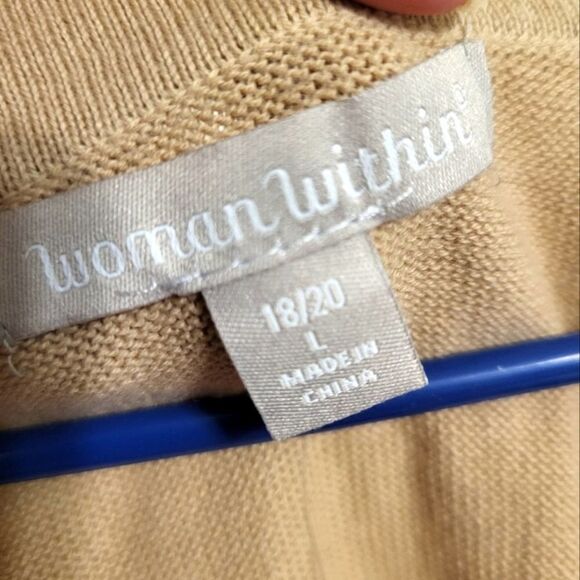 woman within®
18/20
L
MADE IN
CHINA